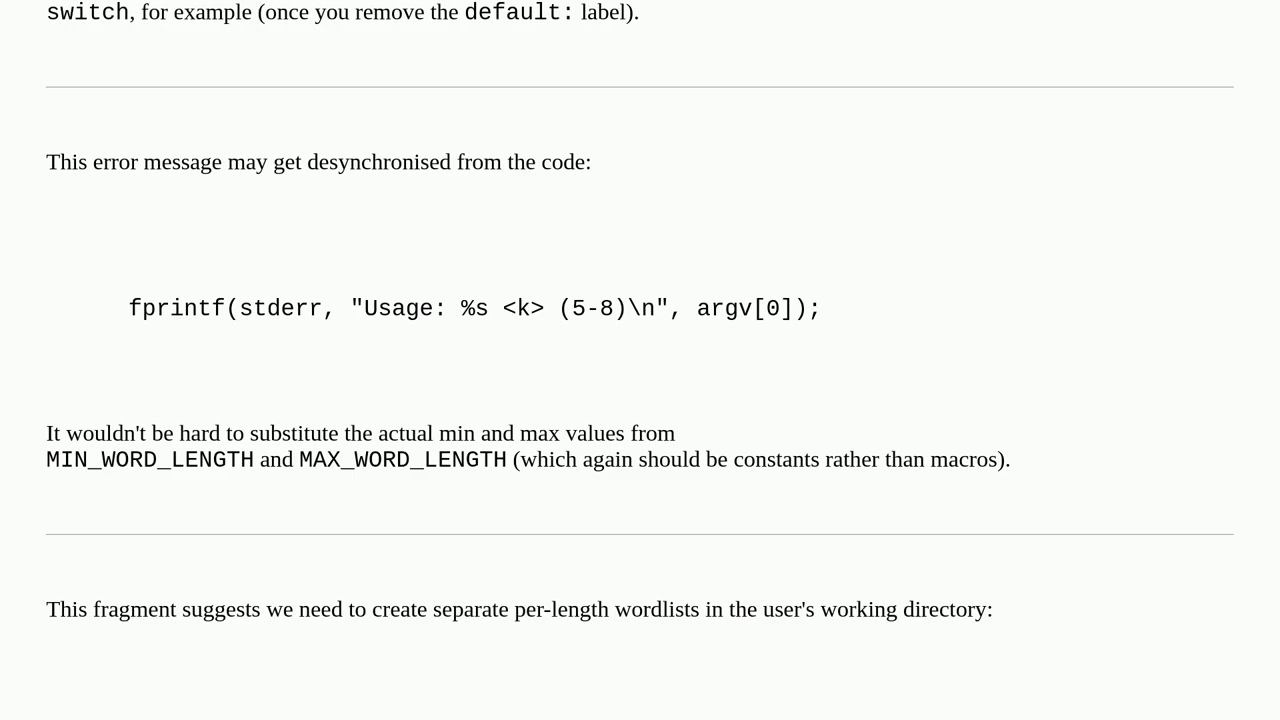 switch, for example (once you remove the default: label).
This error message may get desynchronised from the code:
fprintf(stderr, "Usage: %s <k> (5-8)\n", argv[0]);
It wouldn't be hard to substitute the actual min and max values from
MIN_WORD_LENGTH and MAX_WORD_LENGTH (which again should be constants rather than macros).
This fragment suggests we need to create separate per-length wordlists in the user's working directory: